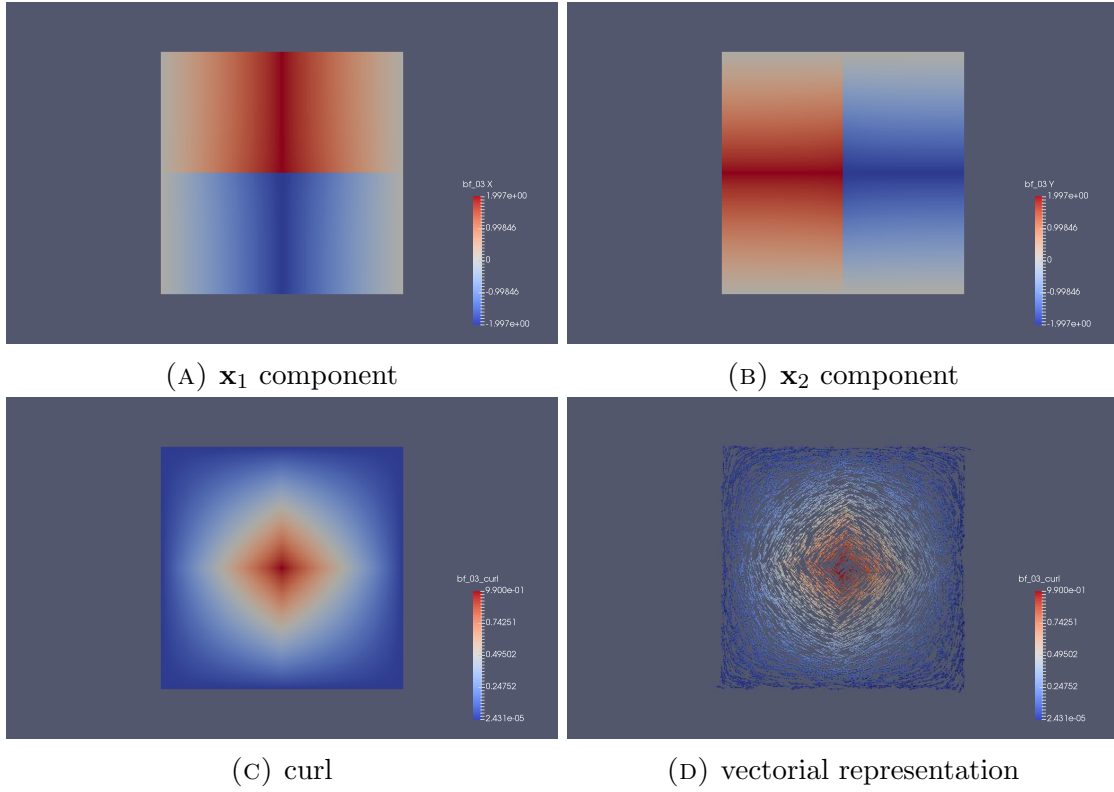 bf_03 X
1.997e+00
0.99846
0
-0.99846
-1.997e+00
(A) x₁ component
bf_03 Y
1.997e+00
0.99846
0
-0.99846
-1.997e+00
(B) x₂ component
bf_03_curl
9.900e-01
0.74251
0.49502
0.24752
2.431e-05
(C) curl
bf_03_curl
9.900e-01
0.74251
0.49502
0.24752
2.431e-05
(D) vectorial representation